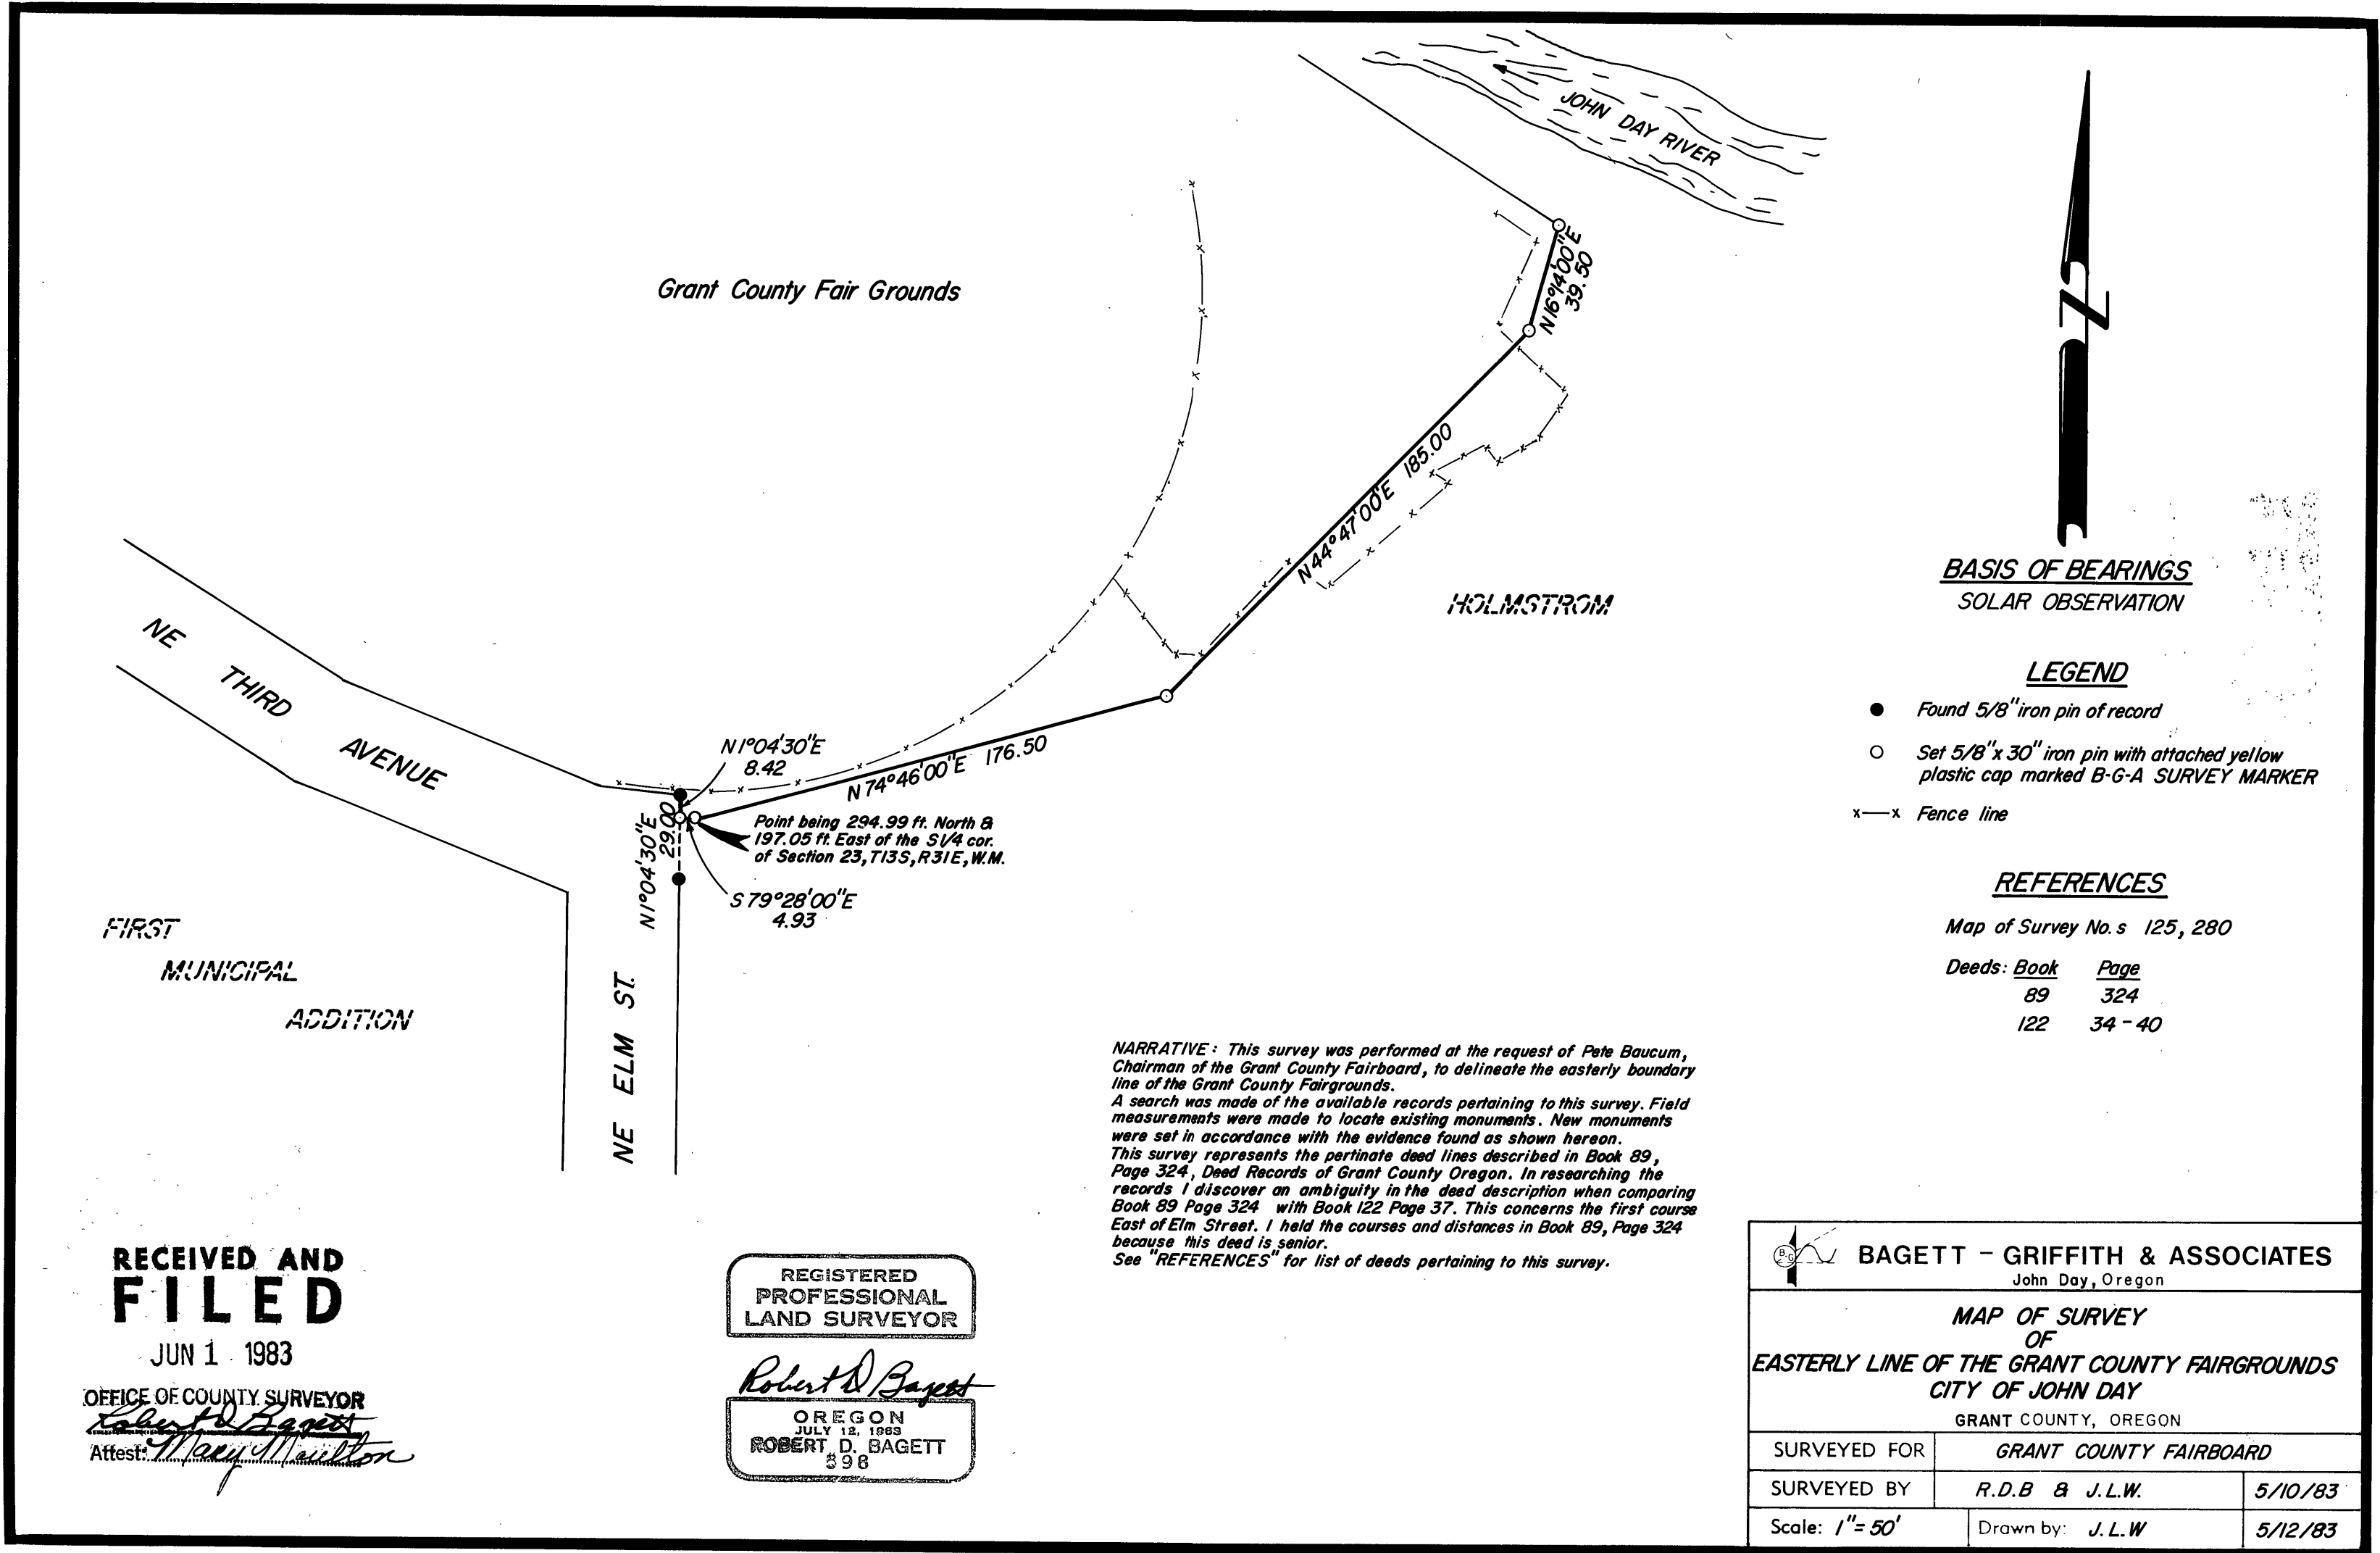 JOHN DAY RIVER
Grant County Fair Grounds
N16°14'00"E
39.50
N44°47'00"E 185.00
HOLMSTROM
N74°46'00"E 176.50
N1°04'30"E
8.42
N1°04'30"E
29.00
Point being 294.99 ft. North &
197.05 ft. East of the S1/4 cor.
of Section 23, T13S, R31E, W.M.
S79°28'00"E
4.93
NE THIRD AVENUE
NE ELM ST.
FIRST
MUNICIPAL
ADDITION
N
BASIS OF BEARINGS
SOLAR OBSERVATION
LEGEND
Found 5/8" iron pin of record
Set 5/8" x 30" iron pin with attached yellow
plastic cap marked B-G-A SURVEY MARKER
x—x Fence line
REFERENCES
Map of Survey No.s 125, 280
Deeds: Book Page
89 324
122 34-40
NARRATIVE: This survey was performed at the request of Pete Baucum,
Chairman of the Grant County Fairboard, to delineate the easterly boundary
line of the Grant County Fairgrounds.
A search was made of the available records pertaining to this survey. Field
measurements were made to locate existing monuments. New monuments
were set in accordance with the evidence found as shown hereon.
This survey represents the pertinate deed lines described in Book 89,
Page 324, Deed Records of Grant County Oregon. In researching the
records I discover an ambiguity in the deed description when comparing
Book 89 Page 324 with Book 122 Page 37. This concerns the first course
East of Elm Street. I held the courses and distances in Book 89, Page 324
because this deed is senior.
See "REFERENCES" for list of deeds pertaining to this survey.
RECEIVED AND
FILED
JUN 1 1983
OFFICE OF COUNTY SURVEYOR
Robert D Bagett
Attest: Mary Moulton
REGISTERED
PROFESSIONAL
LAND SURVEYOR
Robert D Bagett
OREGON
JULY 12, 1963
ROBERT D. BAGETT
598
B-G
BAGETT - GRIFFITH & ASSOCIATES
John Day, Oregon
MAP OF SURVEY
OF
EASTERLY LINE OF THE GRANT COUNTY FAIRGROUNDS
CITY OF JOHN DAY
GRANT COUNTY, OREGON
SURVEYED FOR GRANT COUNTY FAIRBOARD
SURVEYED BY R.D.B & J.L.W. 5/10/83
Scale: 1"=50' Drawn by: J.L.W 5/12/83